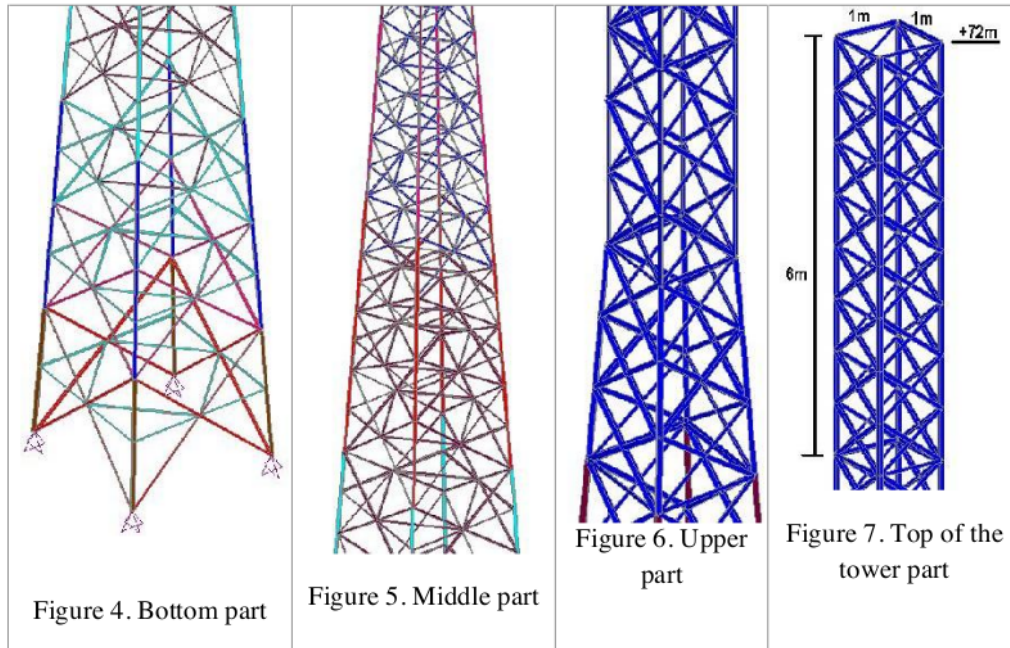 1m
1m
+72m
6m
Figure 4. Bottom part
Figure 5. Middle part
Figure 6. Upper
part
Figure 7. Top of the
tower part